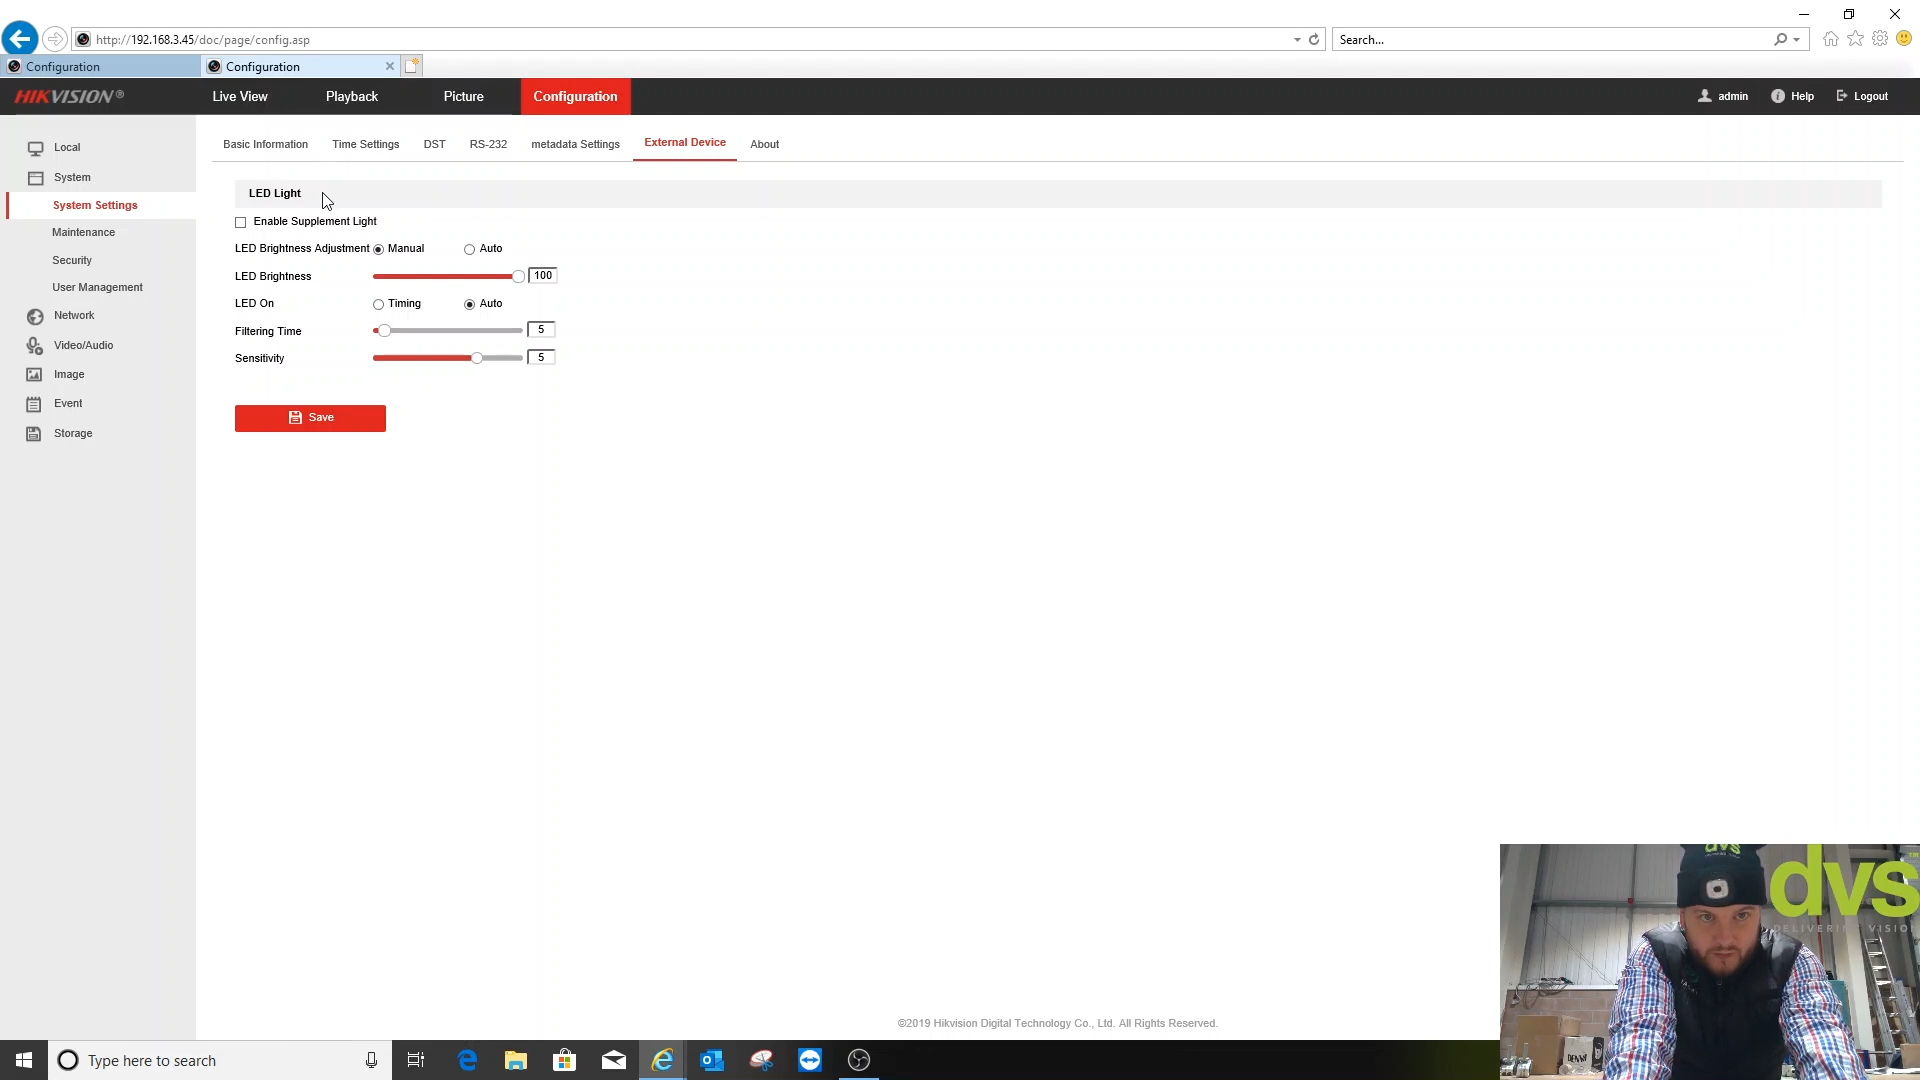 http://192.168.3.45/doc/page/config.asp
Search...
Configuration
Configuration
HIKVISION®
Live View
Playback
Picture
Configuration
admin
Help
Logout
Local
System
System Settings
Maintenance
Security
User Management
Network
Video/Audio
Image
Event
Storage
Basic Information
Time Settings
DST
RS-232
metadata Settings
External Device
About
LED Light
Enable Supplement Light
LED Brightness Adjustment Manual Auto
LED Brightness 100
LED On Timing Auto
Filtering Time 5
Sensitivity 5
Save
©2019 Hikvision Digital Technology Co., Ltd. All Rights Reserved.
dvs
dvs™
DELIVERING VISION
Type here to search